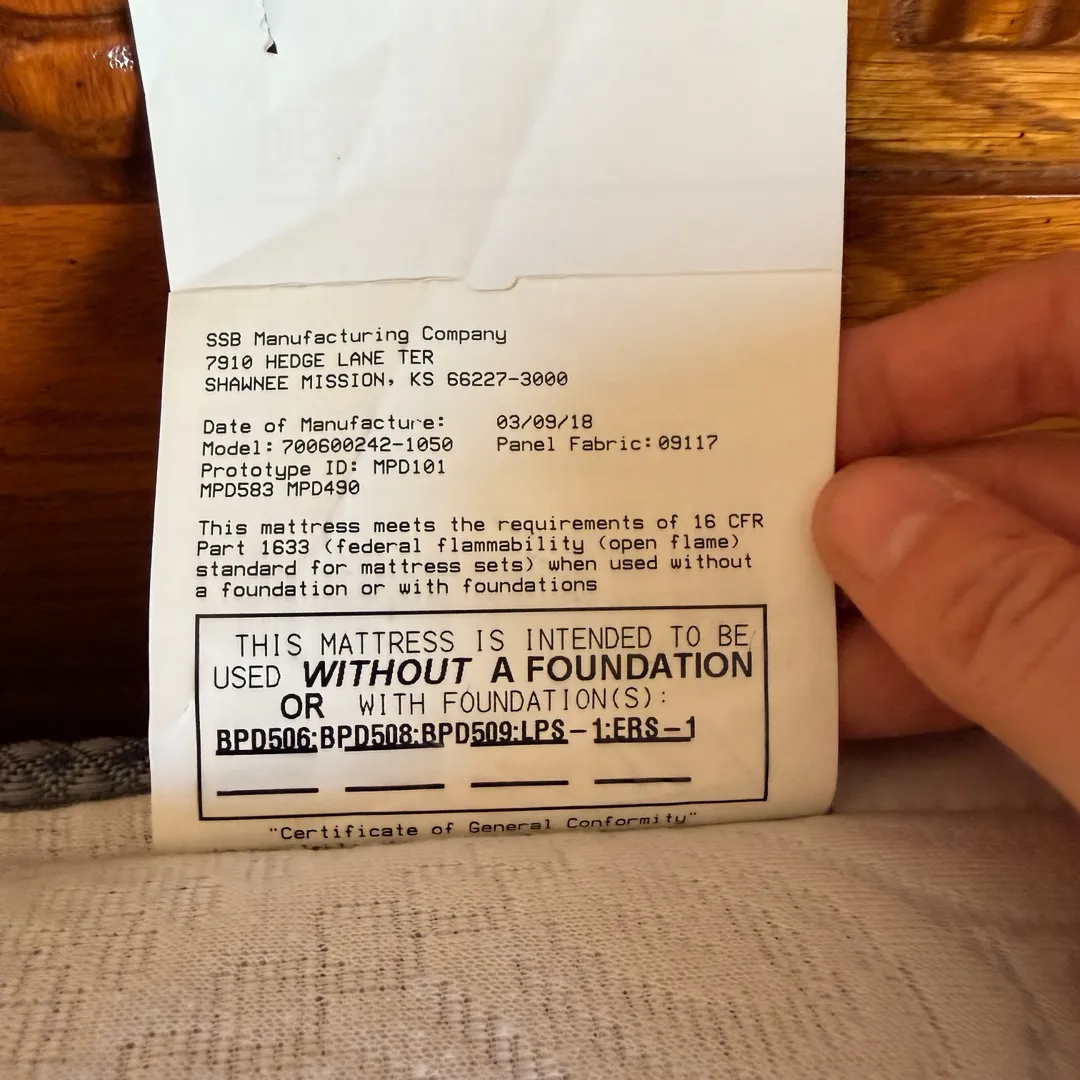 SSB Manufacturing Company
7910 HEDGE LANE TER
SHAWNEE MISSION, KS 66227-3000
Date of Manufacture: 03/09/18
Model: 700600242-1050 Panel Fabric: 09117
Prototype ID: MPD101
MPD583 MPD490
This mattress meets the requirements of 16 CFR
Part 1633 (federal flammability (open flame)
standard for mattress sets) when used without
a foundation or with foundations
THIS MATTRESS IS INTENDED TO BE
USED WITHOUT A FOUNDATION
OR WITH FOUNDATION(S):
BPD506:BPD508:BPD509:LPS-1:ERS-1
"Certificate of General Conformity"